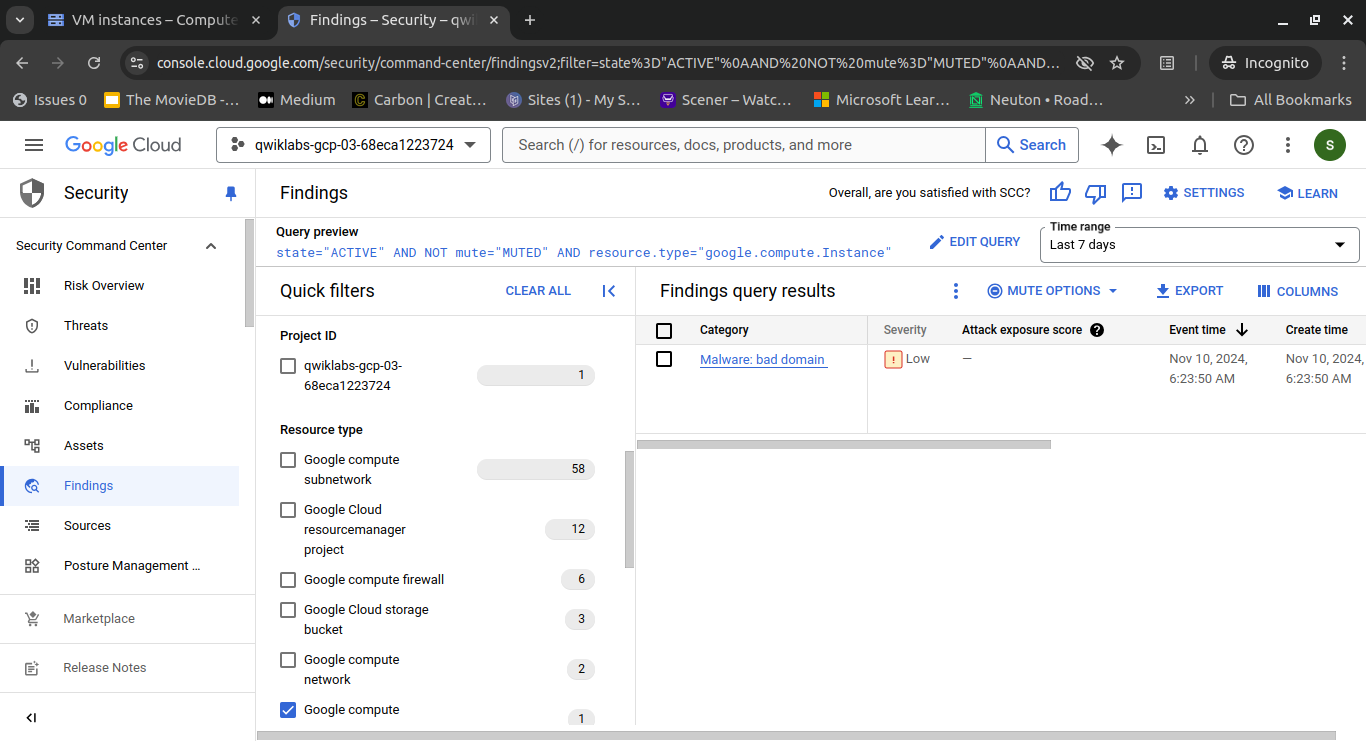 VM instances – Compute
Findings – Security – qwi
console.cloud.google.com/security/command-center/findingsv2;filter=state%3D"ACTIVE"%0AAND%20NOT%20mute%3D"MUTED"%0AAND...
Incognito
Issues 0
The MovieDB -...
Medium
Carbon | Creat...
Sites (1) - My S...
Scener – Watc...
Microsoft Lear...
Neuton • Road...
All Bookmarks
Google Cloud
qwiklabs-gcp-03-68eca1223724
Search (/) for resources, docs, products, and more
Search
S
Security
Findings
Overall, are you satisfied with SCC?
SETTINGS
LEARN
Security Command Center
Risk Overview
Threats
Vulnerabilities
Compliance
Assets
Findings
Sources
Posture Management ...
Marketplace
Release Notes
Query preview
state="ACTIVE" AND NOT mute="MUTED" AND resource.type="google.compute.Instance"
EDIT QUERY
Time range
Last 7 days
Quick filters
CLEAR ALL
Project ID
qwiklabs-gcp-03-
68eca1223724
1
Resource type
Google compute
subnetwork
58
Google Cloud
resourcemanager
project
12
Google compute firewall
6
Google Cloud storage
bucket
3
Google compute
network
2
Google compute
1
Findings query results
MUTE OPTIONS
EXPORT
COLUMNS
Category
Severity
Attack exposure score
Event time
Create time
Malware: bad domain
Low
—
Nov 10, 2024,
6:23:50 AM
Nov 10, 2024,
6:23:50 AM